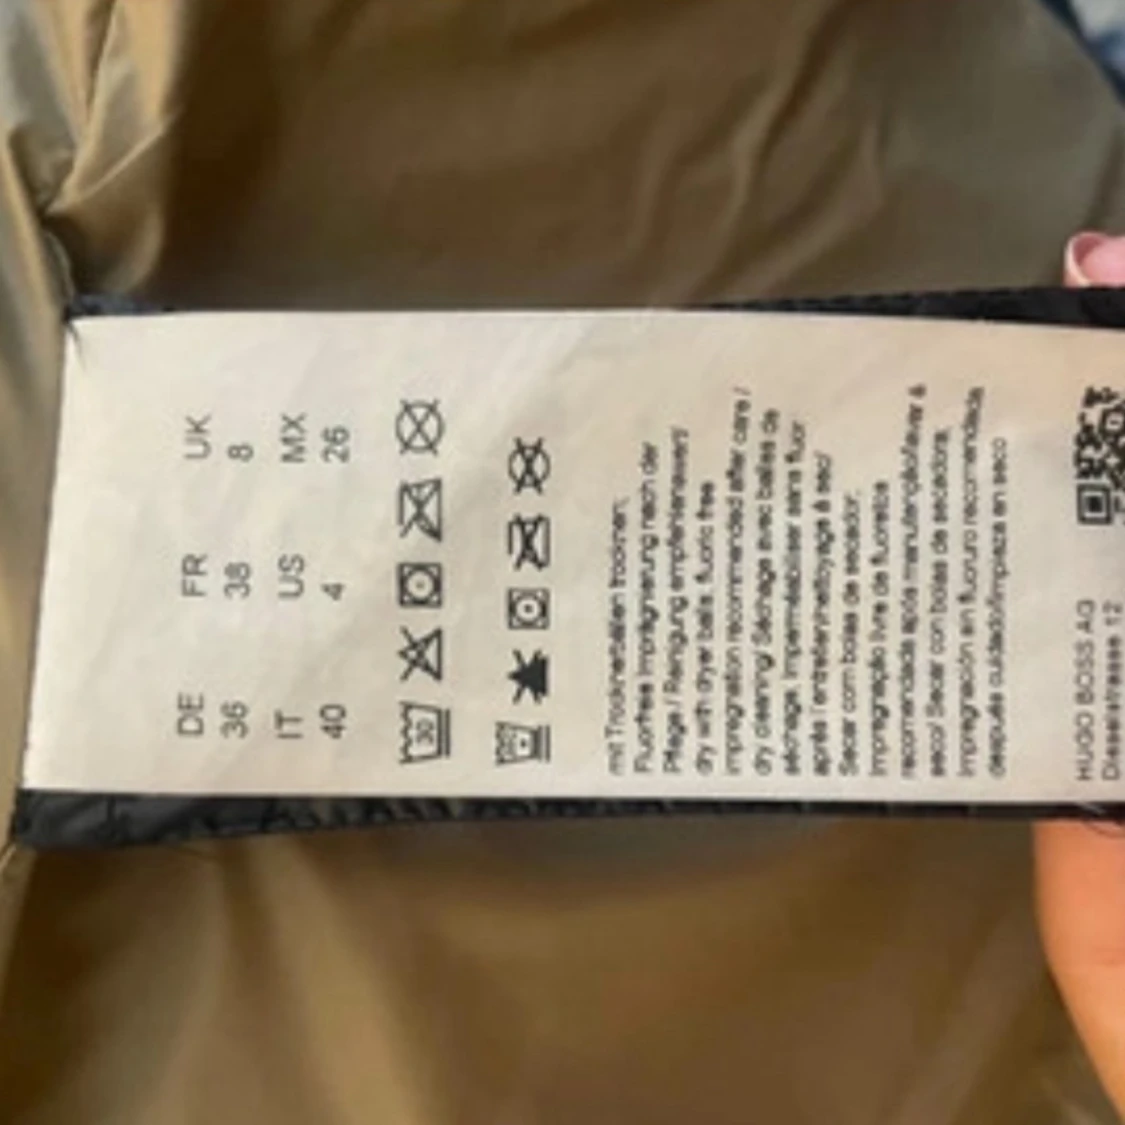 DE FR UK
36 38 8
IT US MX
40 4 26
30
mit Trocknerbällen trocknen;
Fluorfreie Imprägnierung nach der
Pflege / Reinigung empfehlenswert/
dry with dryer balls. fluoric free
impregnation recommended after care /
dry cleaning/ Séchage avec balles de
séchage. Imperméabiliser sans fluor
après l'entretien/nettoyage à sec/
Secar com bolas de secador;
Impregnação livre de fluoreto
recomendada após manutenção/lavar à
seco/ Secar con bolas de secadora;
Impregnación en fluoruro recomendada
después cuidado/limpieza en seco
HUGO BOSS AG
Dieselstrasse 12